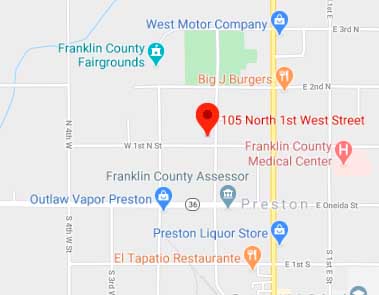 West Motor Company
E 3rd N
Franklin County
Fairgrounds
Big J Burgers
E 2nd N
N 4th W
105 North 1st West Street
W 1st N St
Franklin County
Medical Center
H
Franklin County Assessor
Outlaw Vapor Preston
36
Preston
E Oneida St
S 4th W St
Preston Liquor Store
El Tapatio Restaurante
E 1st S
S 3rd
S 1st E St